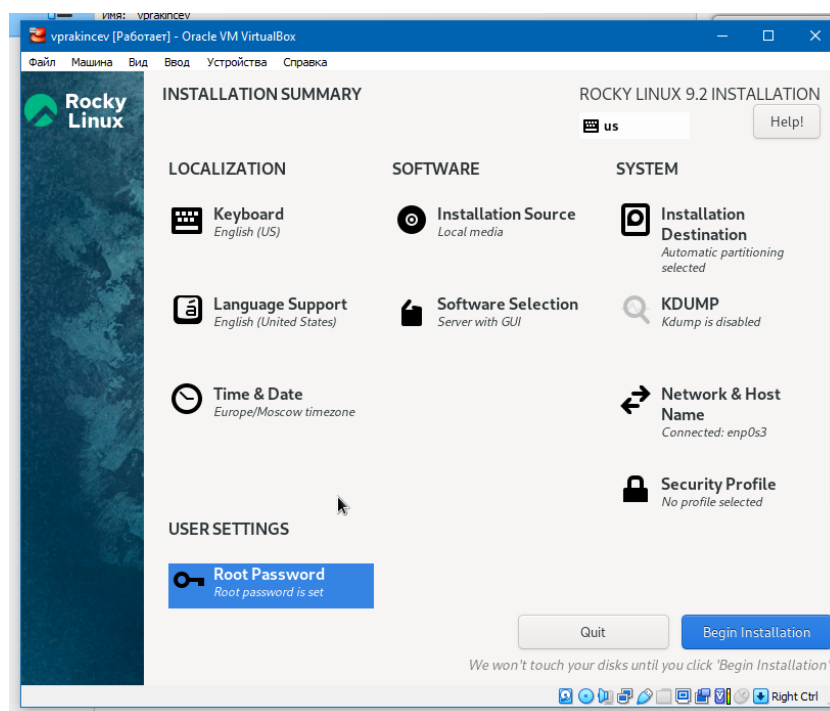 Имя: vprakincev
vprakincev [Работает] - Oracle VM VirtualBox
Файл Машина Вид Ввод Устройства Справка
Rocky Linux
INSTALLATION SUMMARY
ROCKY LINUX 9.2 INSTALLATION
us
Help!
LOCALIZATION
Keyboard
English (US)
Language Support
English (United States)
Time & Date
Europe/Moscow timezone
SOFTWARE
Installation Source
Local media
Software Selection
Server with GUI
SYSTEM
Installation
Destination
Automatic partitioning
selected
KDUMP
Kdump is disabled
Network & Host
Name
Connected: enp0s3
Security Profile
No profile selected
USER SETTINGS
Root Password
Root password is set
Quit
Begin Installation
We won't touch your disks until you click 'Begin Installation'
Right Ctrl